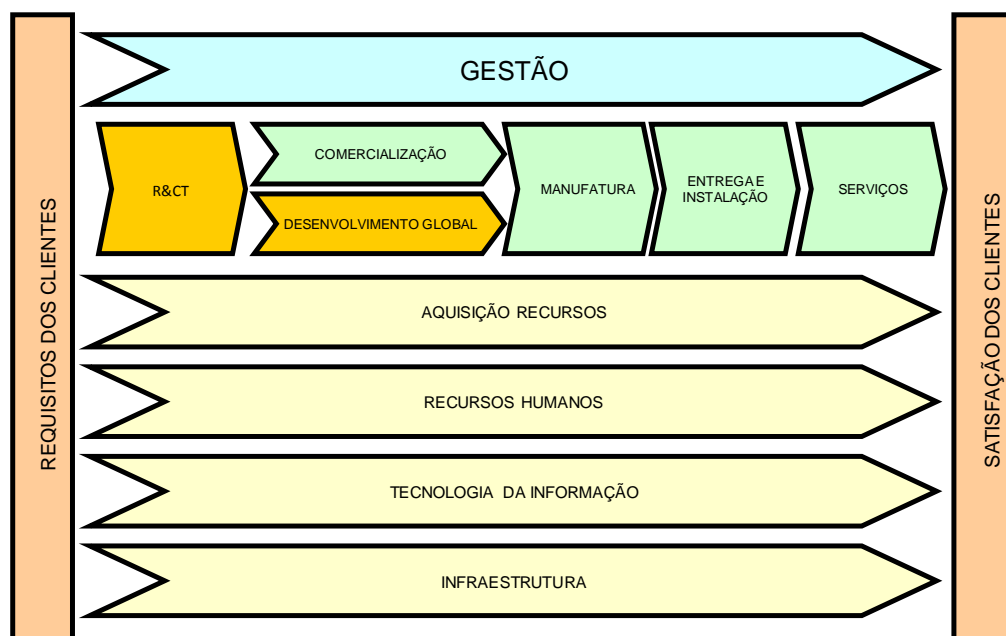 REQUISITOS DOS CLIENTES
GESTÃO
R&CT
COMERCIALIZAÇÃO
DESENVOLVIMENTO GLOBAL
MANUFATURA
ENTREGA E
INSTALAÇÃO
SERVIÇOS
AQUISIÇÃO RECURSOS
RECURSOS HUMANOS
TECNOLOGIA DA INFORMAÇÃO
INFRAESTRUTURA
SATISFAÇÃO DOS CLIENTES